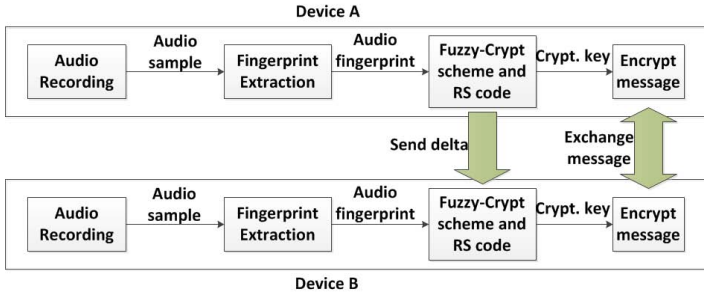 Device A
Audio
Recording
Audio
sample
Fingerprint
Extraction
Audio
fingerprint
Fuzzy-Crypt
scheme and
RS code
Crypt. key
Encrypt
message
Send delta
Exchange
message
Audio
Recording
Audio
sample
Fingerprint
Extraction
Audio
fingerprint
Fuzzy-Crypt
scheme and
RS code
Crypt. key
Encrypt
message
Device B